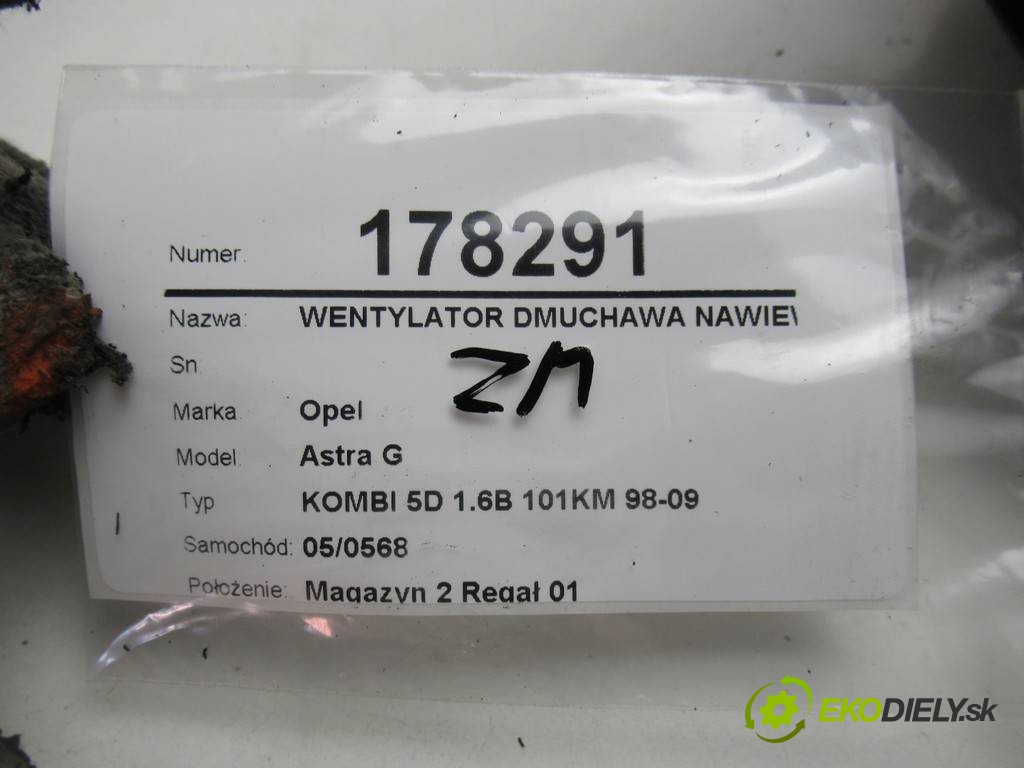 Numer. 178291
Nazwa: WENTYLATOR DMUCHAWA NAWIEW
Sn
ZM
Marka Opel
Model: Astra G
Typ KOMBI 5D 1.6B 101KM 98-09
Samochód: 05/0568
Położenie: Magazyn 2 Regał 01
EKODIELY.sk